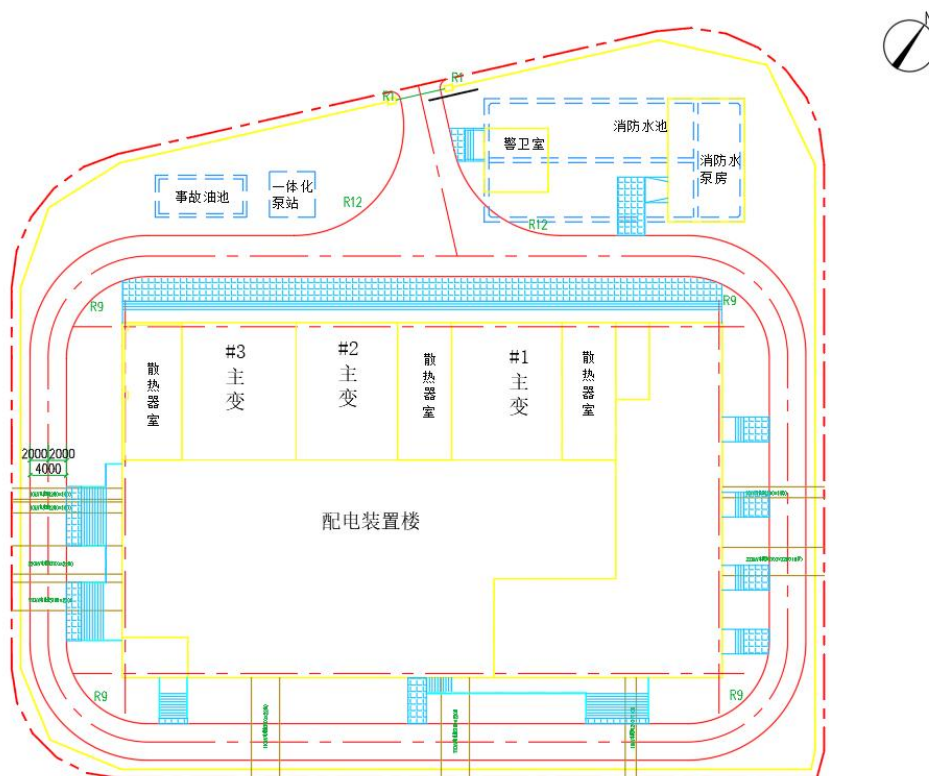 N
R1
R1
消防水池
警卫室
消防水
泵房
事故油池
一体化
泵站
R12
R12
R9
R9
#3
主
变
#2
主
变
#1
主
变
散
热
器
室
散
热
器
室
散
热
器
室
2000
2000
4000
配电装置楼
R9
R9